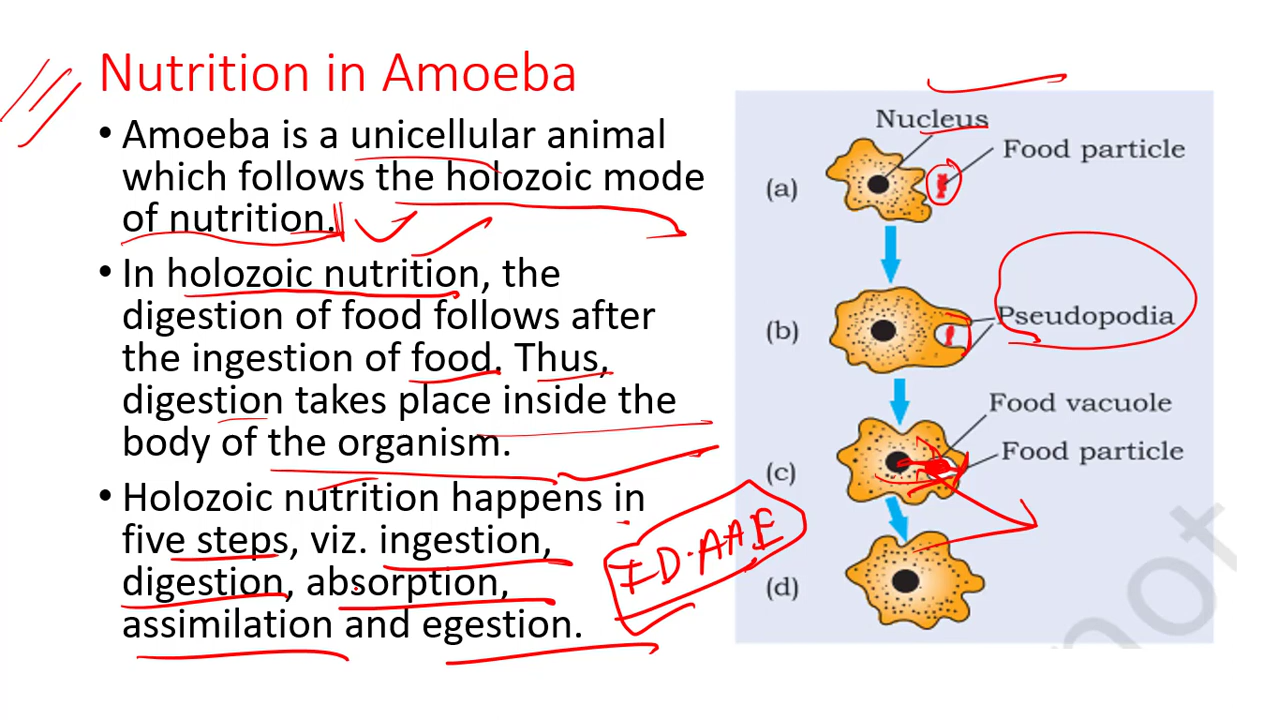 Nutrition in Amoeba
• Amoeba is a unicellular animal
which follows the holozoic mode
of nutrition.
• In holozoic nutrition, the
digestion of food follows after
the ingestion of food. Thus,
digestion takes place inside the
body of the organism.
• Holozoic nutrition happens in
five steps, viz. ingestion,
digestion, absorption,
assimilation and egestion.
ID.AAE
Nucleus
Food particle
(a)
Pseudopodia
(b)
Food vacuole
Food particle
(c)
(d)
not